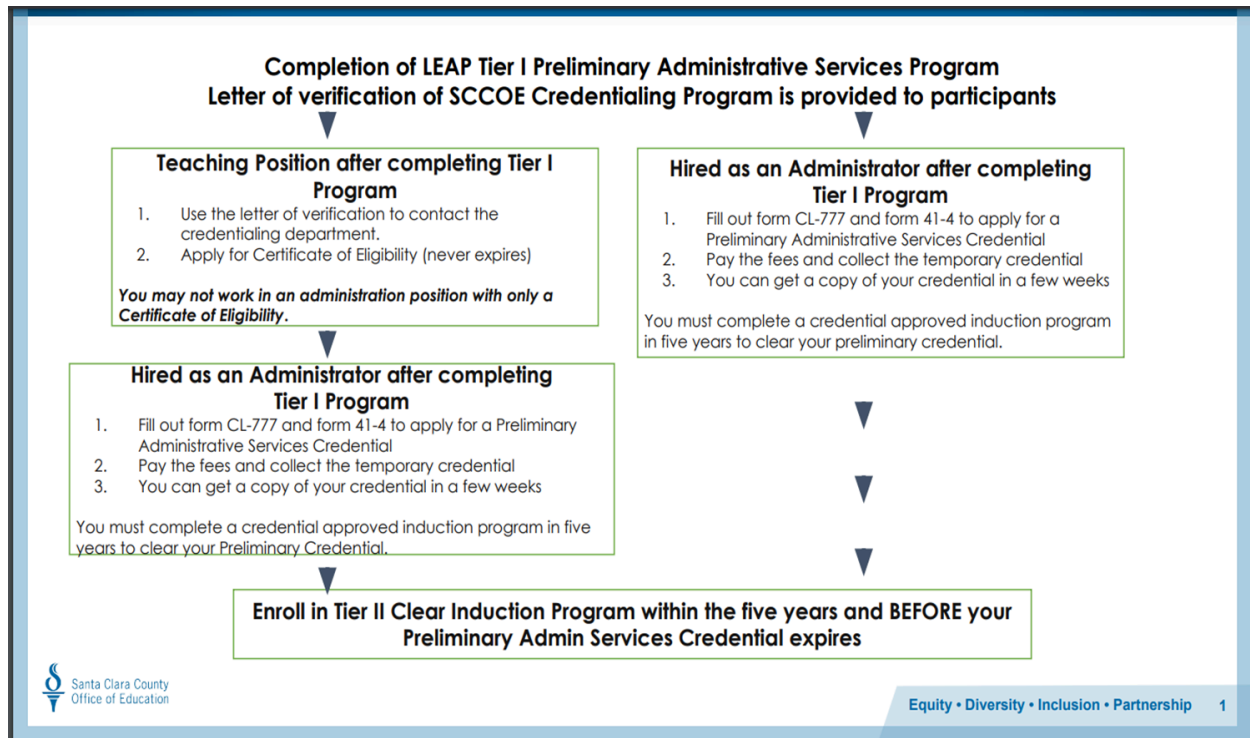 Completion of LEAP Tier I Preliminary Administrative Services Program
Letter of verification of SCCOE Credentialing Program is provided to participants
Teaching Position after completing Tier I
Program
1. Use the letter of verification to contact the
credentialing department.
2. Apply for Certificate of Eligibility (never expires)
You may not work in an administration position with only a
Certificate of Eligibility.
Hired as an Administrator after completing
Tier I Program
1. Fill out form CL-777 and form 41-4 to apply for a Preliminary
Administrative Services Credential
2. Pay the fees and collect the temporary credential
3. You can get a copy of your credential in a few weeks
You must complete a credential approved induction program in five
years to clear your Preliminary Credential.
Hired as an Administrator after completing
Tier I Program
1. Fill out form CL-777 and form 41-4 to apply for a
Preliminary Administrative Services Credential
2. Pay the fees and collect the temporary credential
3. You can get a copy of your credential in a few weeks
You must complete a credential approved induction program
in five years to clear your preliminary credential.
Enroll in Tier II Clear Induction Program within the five years and BEFORE your
Preliminary Admin Services Credential expires
Santa Clara County
Office of Education
Equity • Diversity • Inclusion • Partnership 1